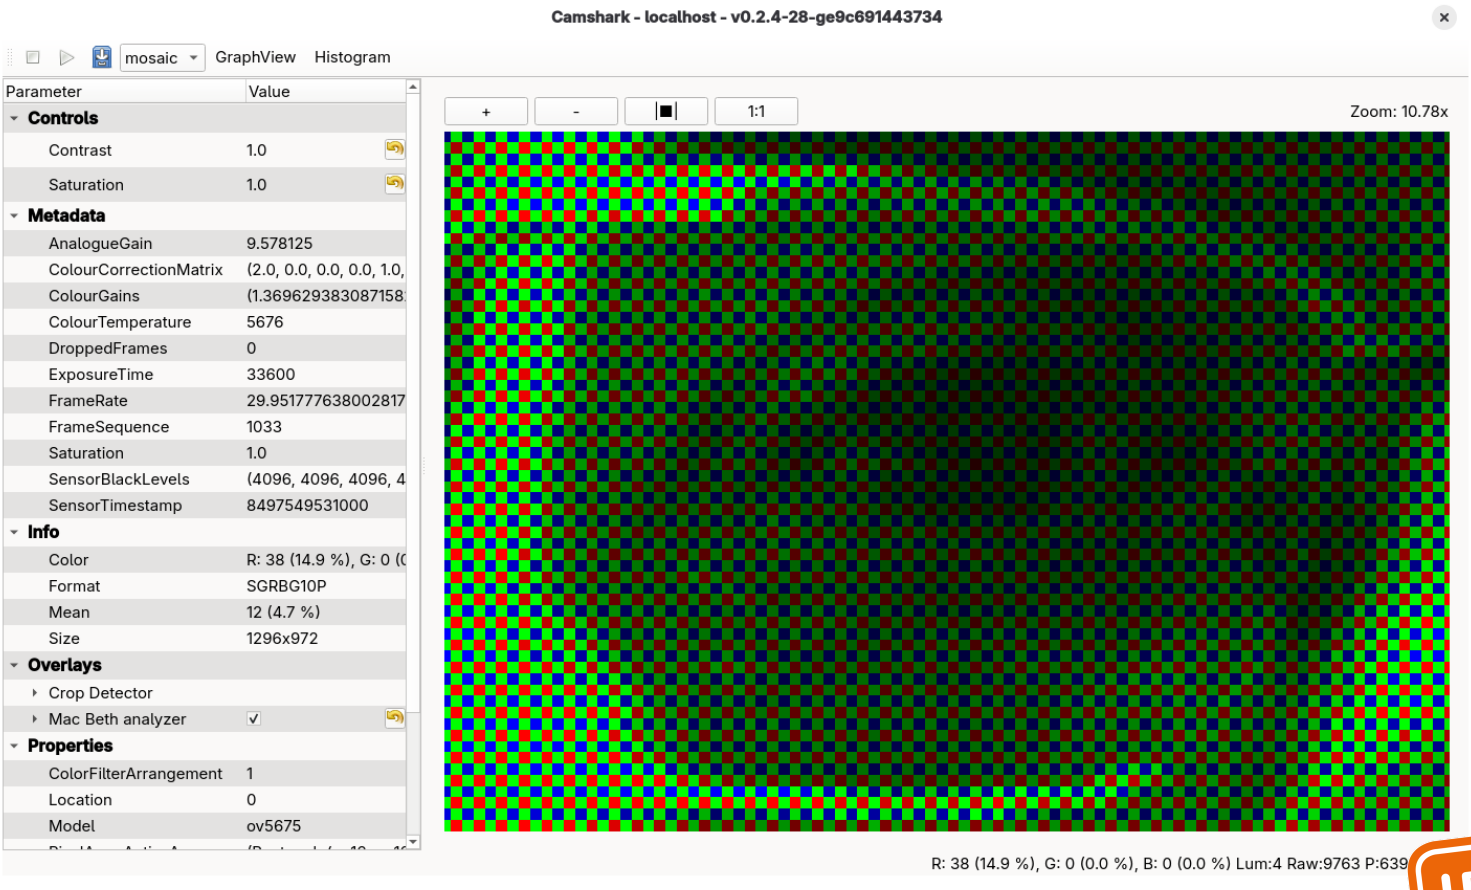 Camshark - localhost - v0.2.4-28-ge9c691443734
mosaic GraphView Histogram
Parameter Value
Controls
Contrast 1.0
Saturation 1.0
Metadata
AnalogueGain 9.578125
ColourCorrectionMatrix (2.0, 0.0, 0.0, 0.0, 1.0,
ColourGains (1.3696293830871582
ColourTemperature 5676
DroppedFrames 0
ExposureTime 33600
FrameRate 29.951777638002817
FrameSequence 1033
Saturation 1.0
SensorBlackLevels (4096, 4096, 4096, 4
SensorTimestamp 8497549531000
Info
Color R: 38 (14.9 %), G: 0 (0
Format SGRBG10P
Mean 12 (4.7 %)
Size 1296x972
Overlays
Crop Detector
Mac Beth analyzer
Properties
ColorFilterArrangement 1
Location 0
Model ov5675
+ - |■| 1:1 Zoom: 10.78x
R: 38 (14.9 %), G: 0 (0.0 %), B: 0 (0.0 %) Lum:4 Raw:9763 P:639